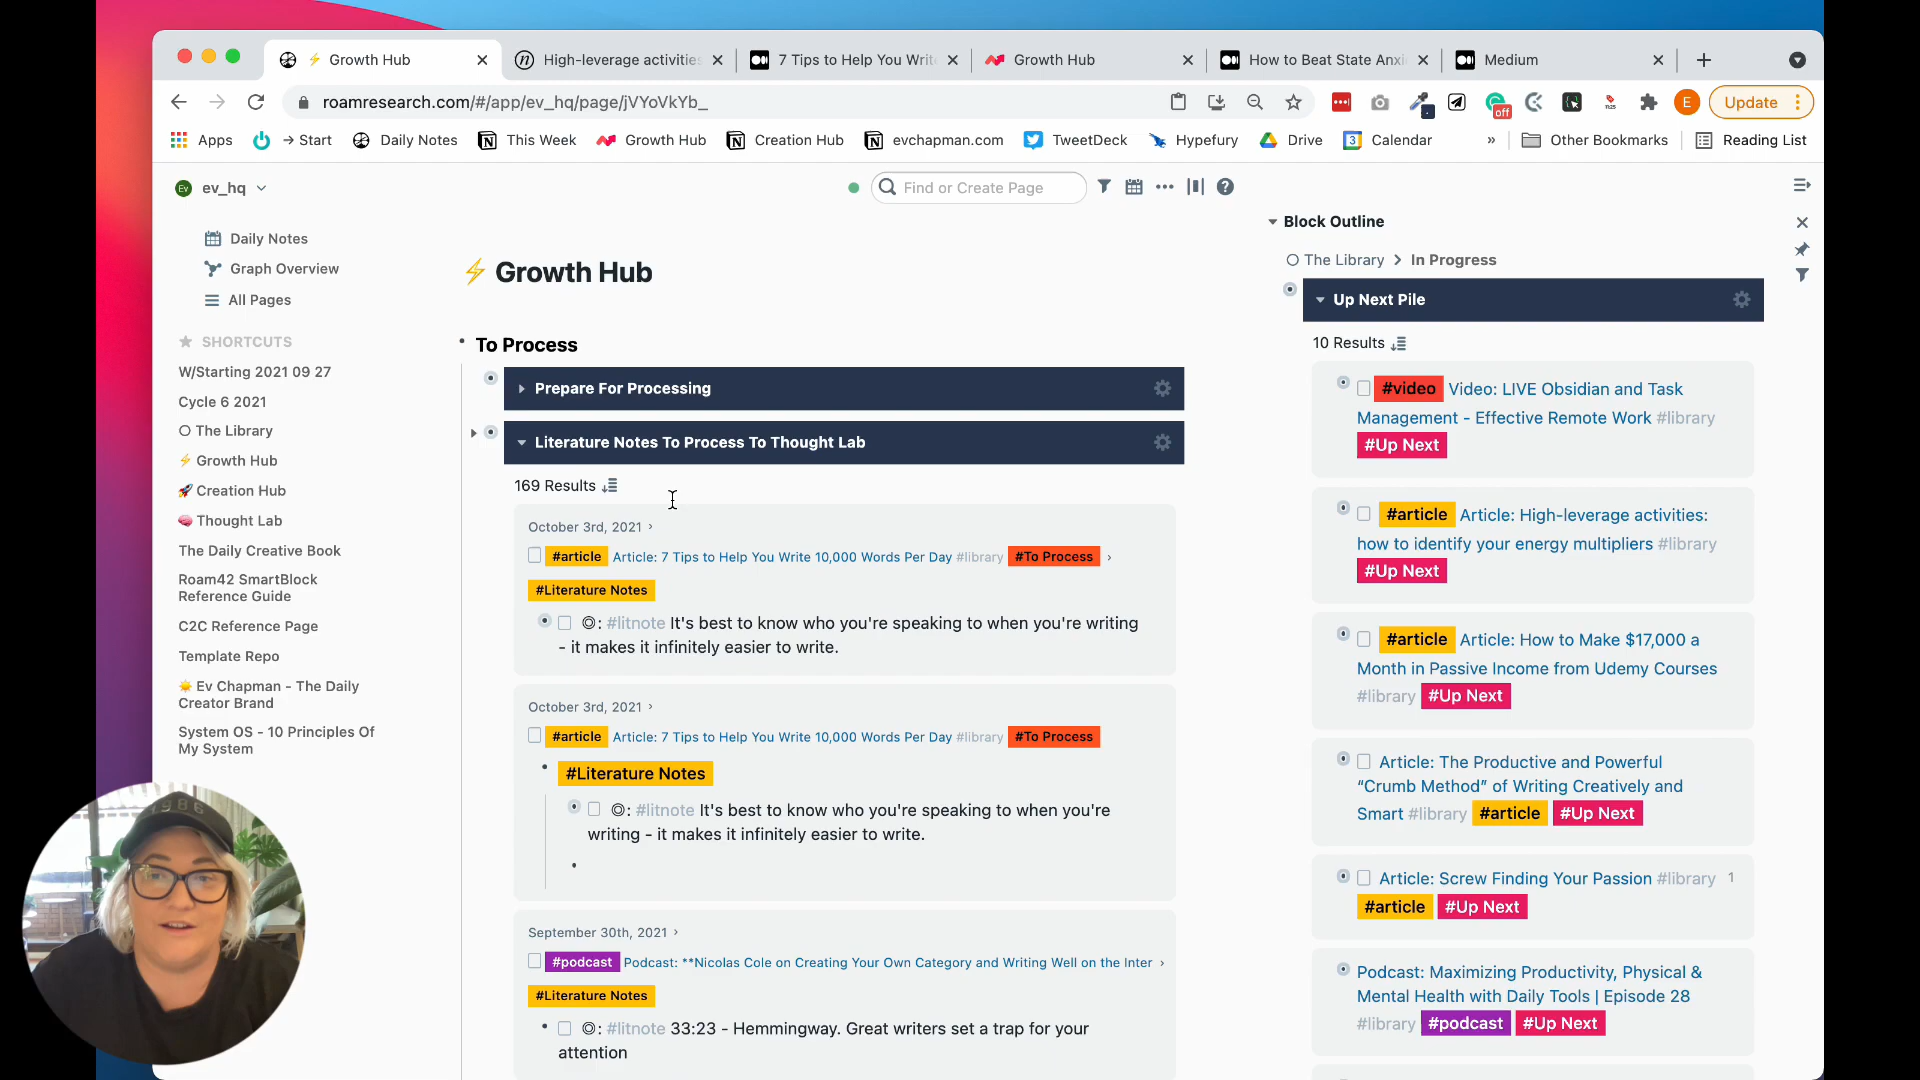 Growth Hub
High-leverage activities
7 Tips to Help You Writ
Growth Hub
How to Beat State Anxi
Medium
roamresearch.com/#/app/ev_hq/page/jVYoVkYb_
off
E
Update
Apps
→ Start
Daily Notes
This Week
Growth Hub
Creation Hub
evchapman.com
TweetDeck
Hypefury
Drive
3
Calendar
»
Other Bookmarks
Reading List
Ev
ev_hq
Find or Create Page
Daily Notes
Graph Overview
All Pages
SHORTCUTS
W/Starting 2021 09 27
Cycle 6 2021
The Library
⚡ Growth Hub
🚀 Creation Hub
🧠 Thought Lab
The Daily Creative Book
Roam42 SmartBlock
Reference Guide
C2C Reference Page
Template Repo
☀️ Ev Chapman - The Daily
Creator Brand
System OS - 10 Principles Of
My System
1986
⚡ Growth Hub
To Process
Prepare For Processing
Literature Notes To Process To Thought Lab
169 Results
October 3rd, 2021
#article Article: 7 Tips to Help You Write 10,000 Words Per Day #library #To Process
#Literature Notes
: #litnote It's best to know who you're speaking to when you're writing
- it makes it infinitely easier to write.
October 3rd, 2021
#article Article: 7 Tips to Help You Write 10,000 Words Per Day #library #To Process
#Literature Notes
: #litnote It's best to know who you're speaking to when you're
writing - it makes it infinitely easier to write.
September 30th, 2021
#podcast Podcast: **Nicolas Cole on Creating Your Own Category and Writing Well on the Inter
#Literature Notes
: #litnote 33:23 - Hemmingway. Great writers set a trap for your
attention
Block Outline
The Library > In Progress
Up Next Pile
10 Results
#video Video: LIVE Obsidian and Task
Management - Effective Remote Work #library
#Up Next
#article Article: High-leverage activities:
how to identify your energy multipliers #library
#Up Next
#article Article: How to Make $17,000 a
Month in Passive Income from Udemy Courses
#library #Up Next
Article: The Productive and Powerful
“Crumb Method” of Writing Creatively and
Smart #library #article #Up Next
Article: Screw Finding Your Passion #library 1
#article #Up Next
Podcast: Maximizing Productivity, Physical &
Mental Health with Daily Tools | Episode 28
#library #podcast #Up Next